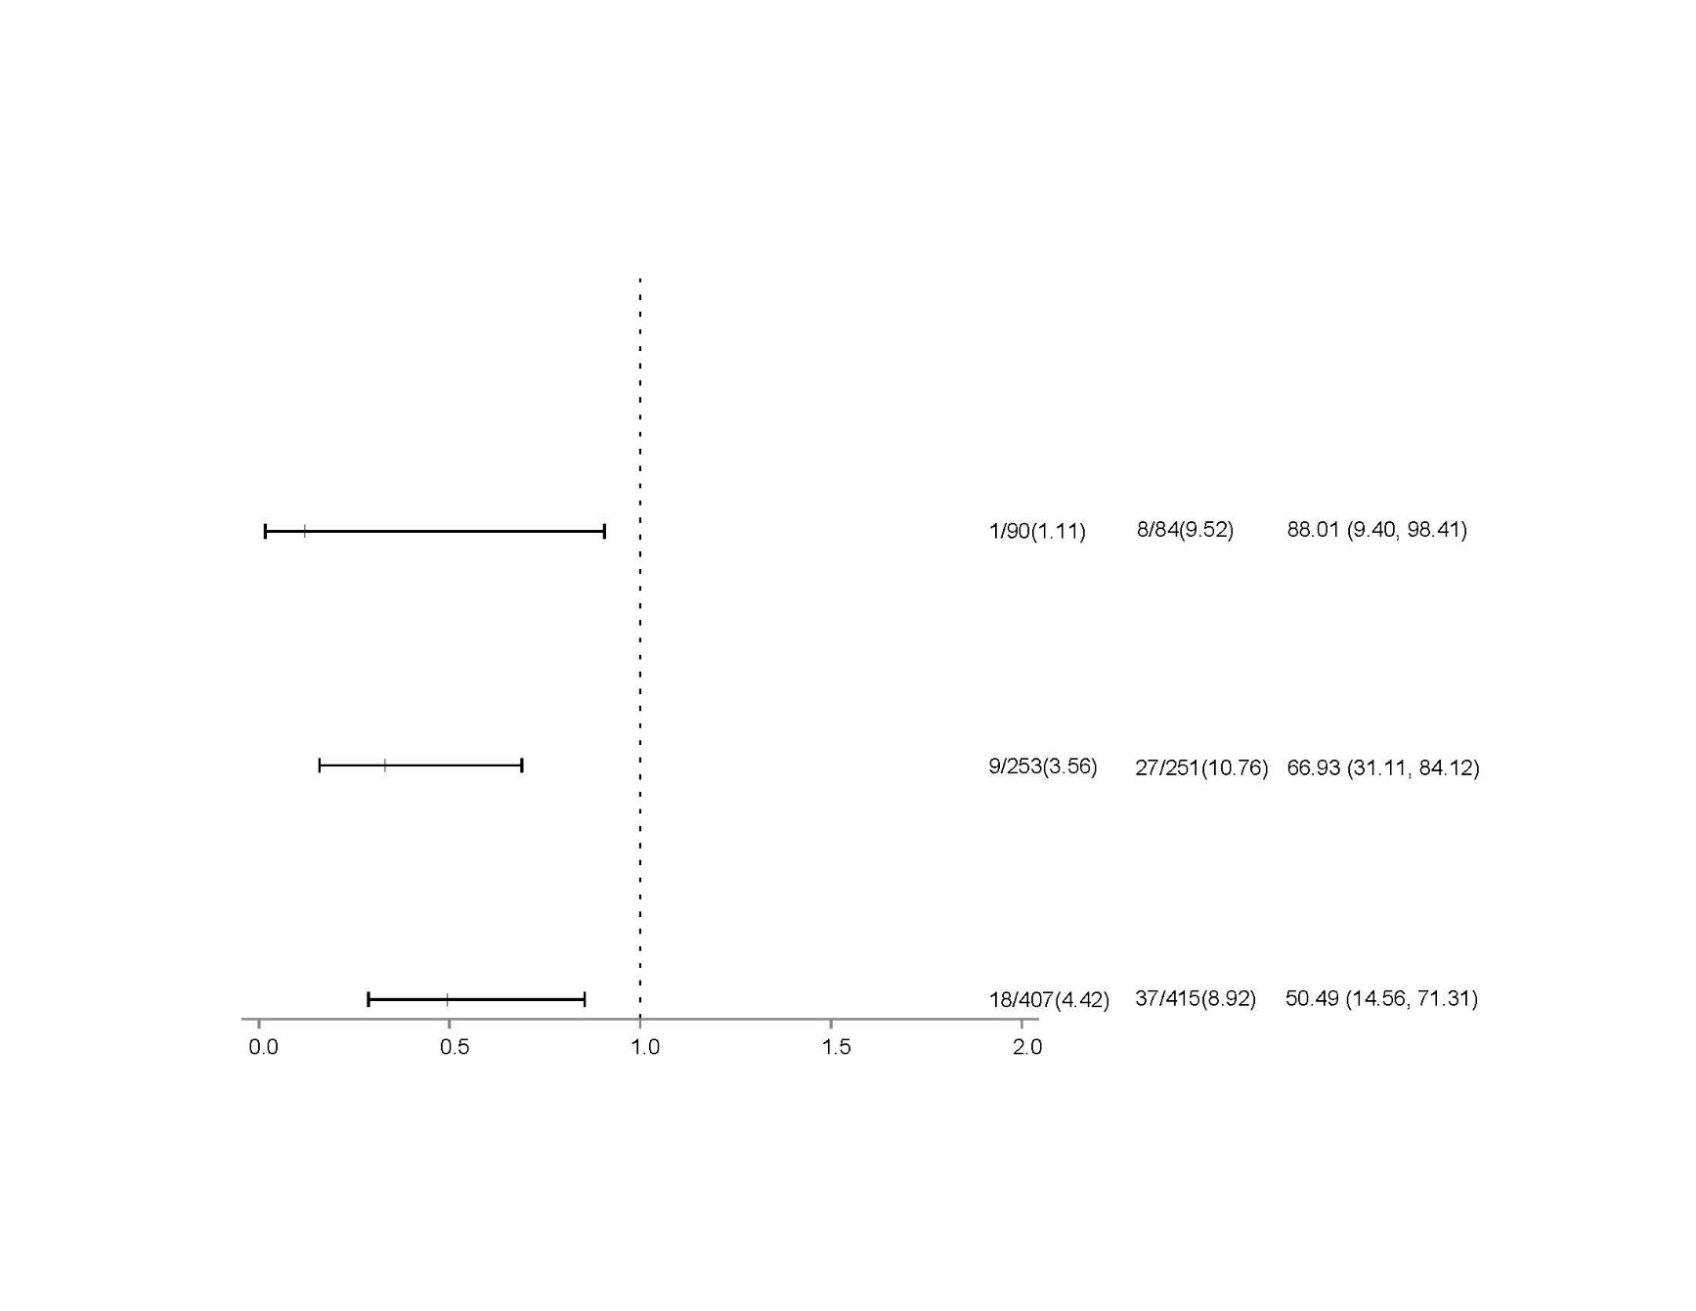 1/90(1.11) 8/84(9.52) 88.01 (9.40, 98.41)
9/253(3.56) 27/251(10.76) 66.93 (31.11, 84.12)
18/407(4.42) 37/415(8.92) 50.49 (14.56, 71.31)
0.0 0.5 1.0 1.5 2.0